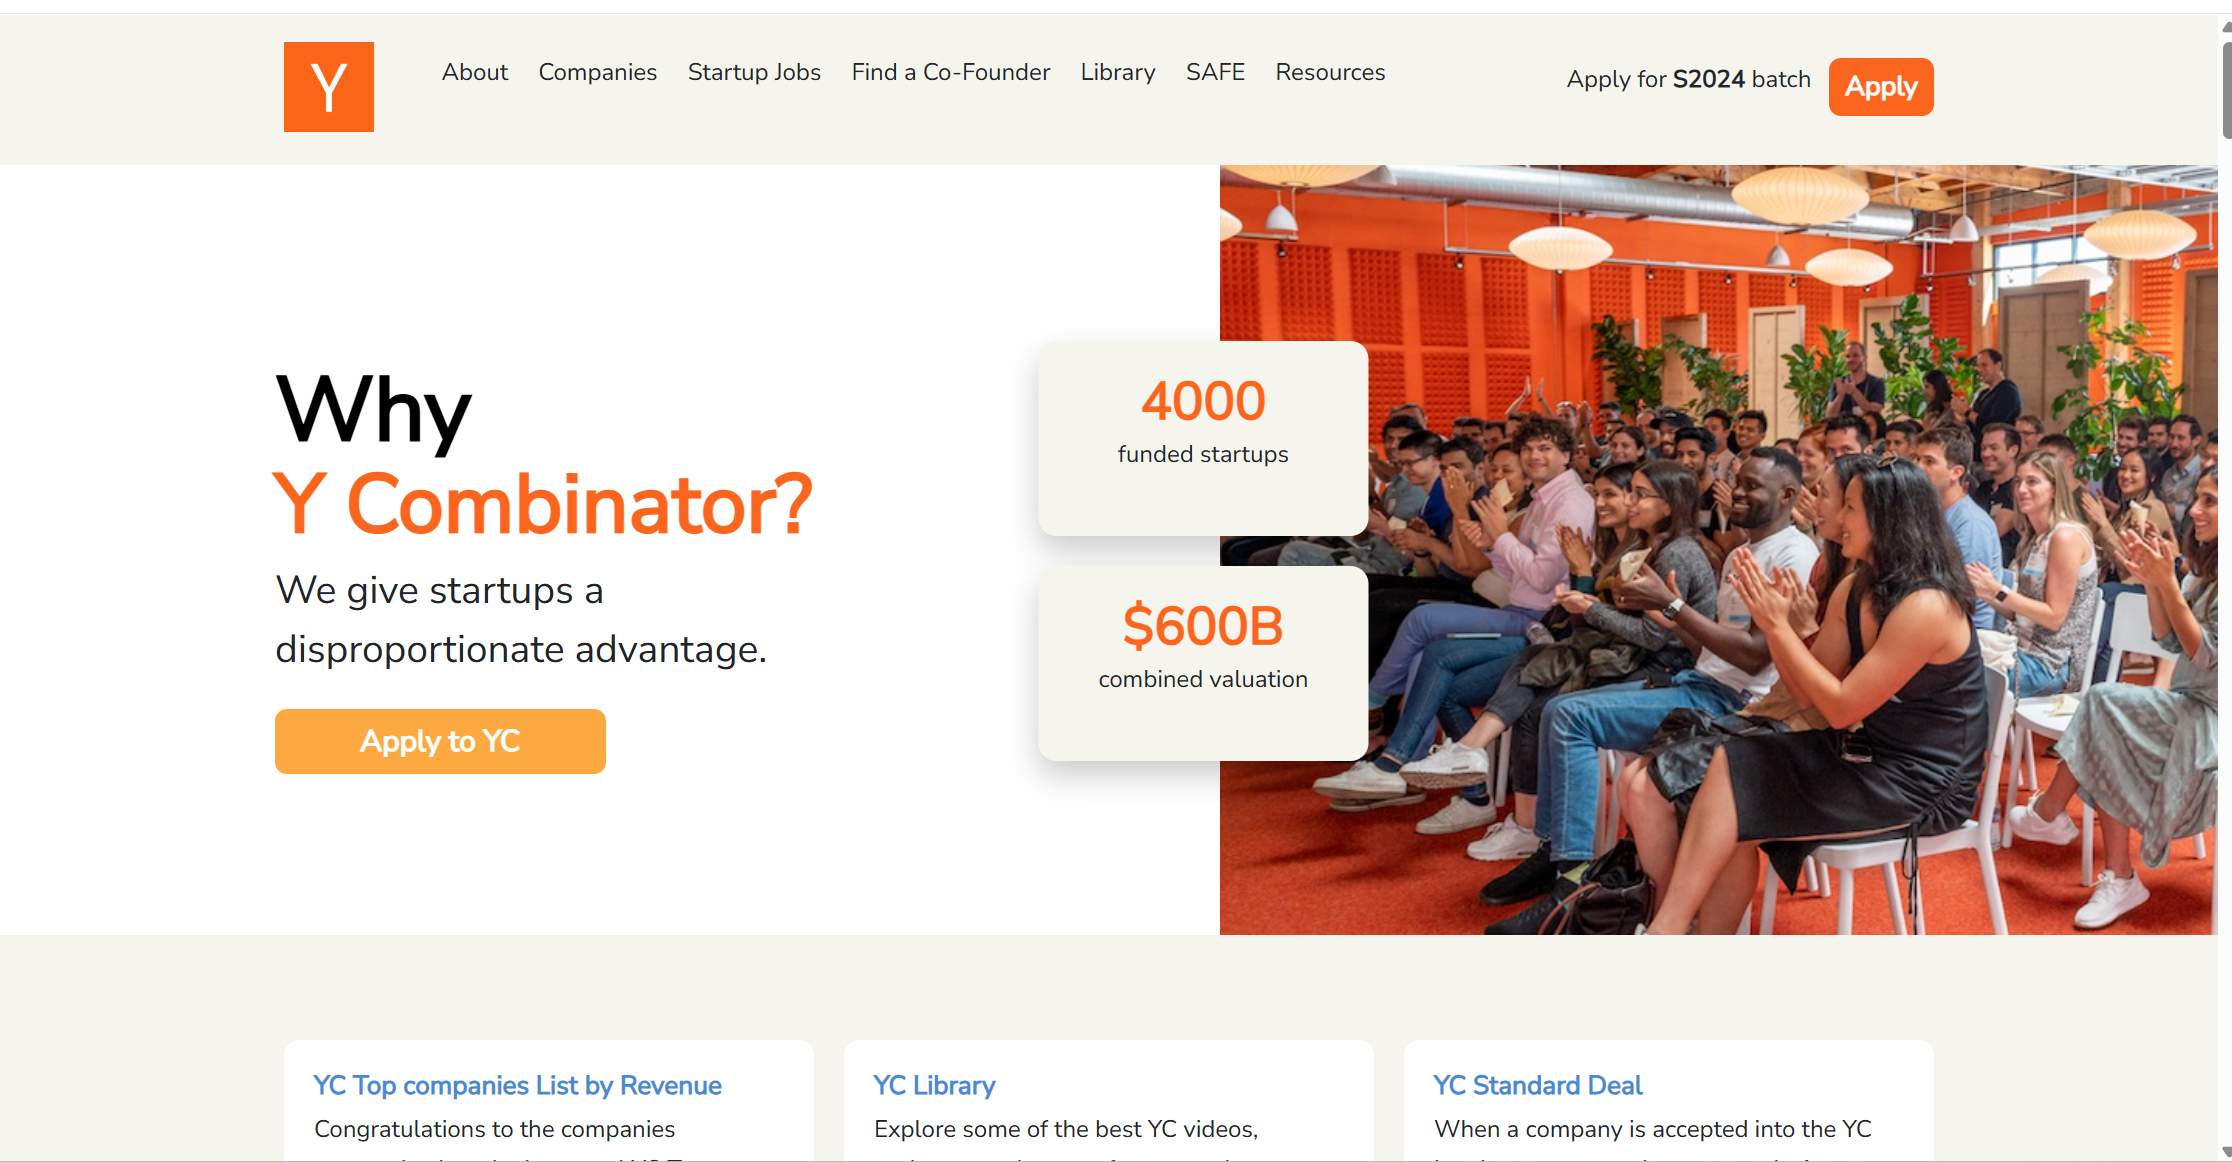 Y
About Companies Startup Jobs Find a Co-Founder Library SAFE Resources
Apply for S2024 batch Apply
Why
Y Combinator?
We give startups a
disproportionate advantage.
Apply to YC
4000
funded startups
$600B
combined valuation
YC Top companies List by Revenue
Congratulations to the companies
YC Library
Explore some of the best YC videos,
YC Standard Deal
When a company is accepted into the YC